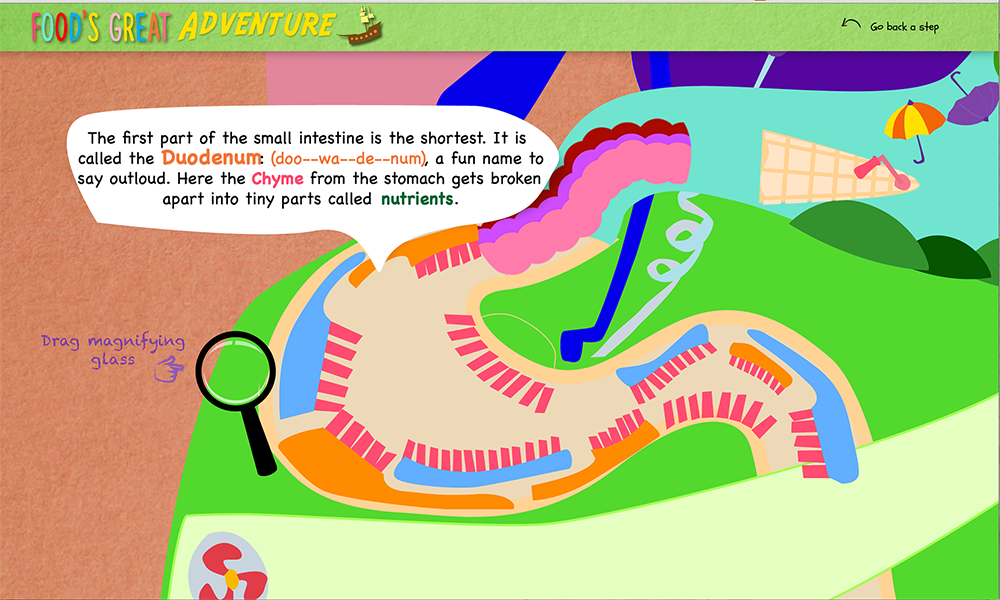 FOOD'S GREAT ADVENTURE
Go back a step
The first part of the small intestine is the shortest. It is
called the Duodenum: (doo--wa--de--num), a fun name to
say outloud. Here the Chyme from the stomach gets broken
apart into tiny parts called nutrients.
Drag magnifying
glass